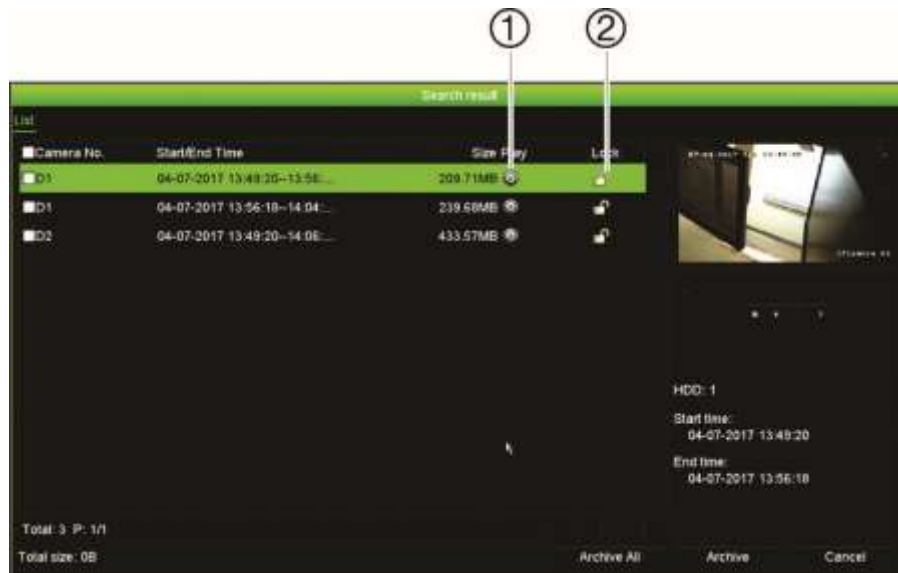 ① ②
Search result
List
Camera No. Start/End Time Size Play Lock
D1 04-07-2017 13:49:20--13:56:... 209.71MB
D1 04-07-2017 13:56:18--14:04:... 239.68MB
D2 04-07-2017 13:49:20--14:06:... 433.57MB
HDD: 1
Start time:
04-07-2017 13:49:20
End time:
04-07-2017 13:56:18
Total: 3 P: 1/1
Total size: 0B Archive All Archive Cancel